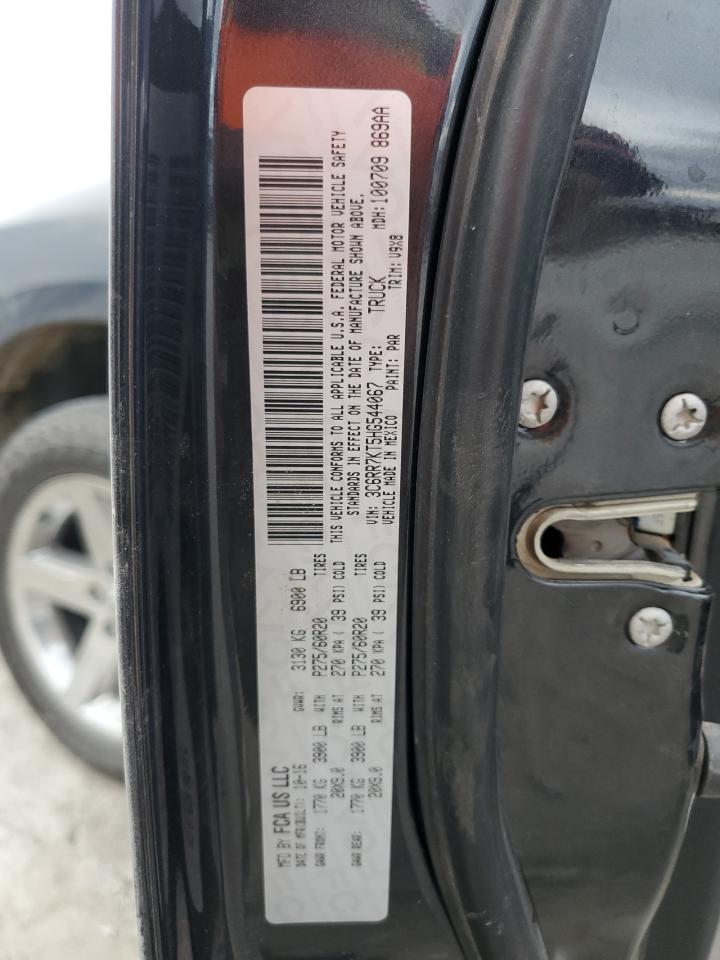 MFD BY FCA US LLC
DATE OF MFR(BUILT): 10-16 GVWR: 3130 KG 6900 LB
GAWR FRONT: 1770 KG 3900 LB WITH P275/60R20 TIRES
20X9.0 RIMS AT 270 KPA ( 39 PSI) COLD
GAWR REAR: 1770 KG 3900 LB WITH P275/60R20 TIRES
20X9.0 RIMS AT 270 KPA ( 39 PSI) COLD
THIS VEHICLE CONFORMS TO ALL APPLICABLE U.S.A. FEDERAL MOTOR VEHICLE SAFETY
STANDARDS IN EFFECT ON THE DATE OF MANUFACTURE SHOWN ABOVE.
VIN: 3C6RR7KT5HG544067 TYPE: TRUCK MDH:100709 869AA
VEHICLE MADE IN MEXICO PAINT: PAR TRIM: V9X8